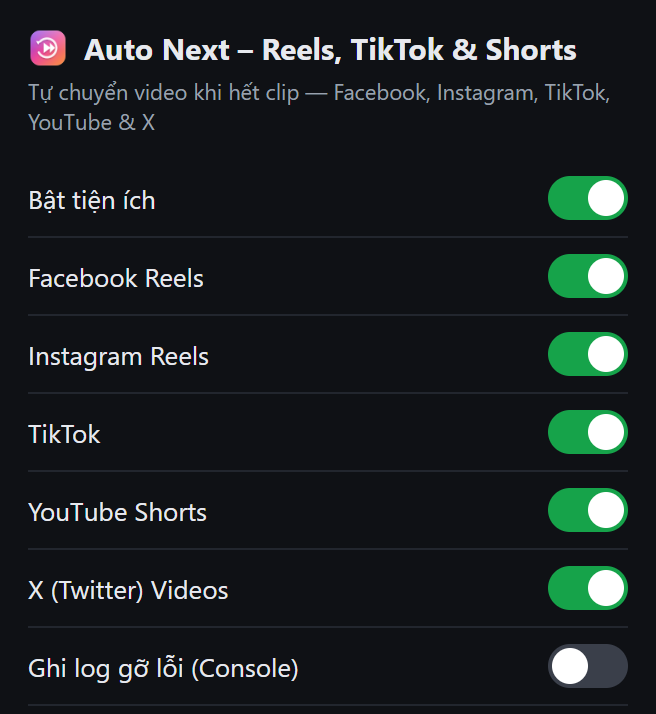 Auto Next – Reels, TikTok & Shorts
Tự chuyển video khi hết clip — Facebook, Instagram, TikTok,
YouTube & X
Bật tiện ích
Facebook Reels
Instagram Reels
TikTok
YouTube Shorts
X (Twitter) Videos
Ghi log gỡ lỗi (Console)